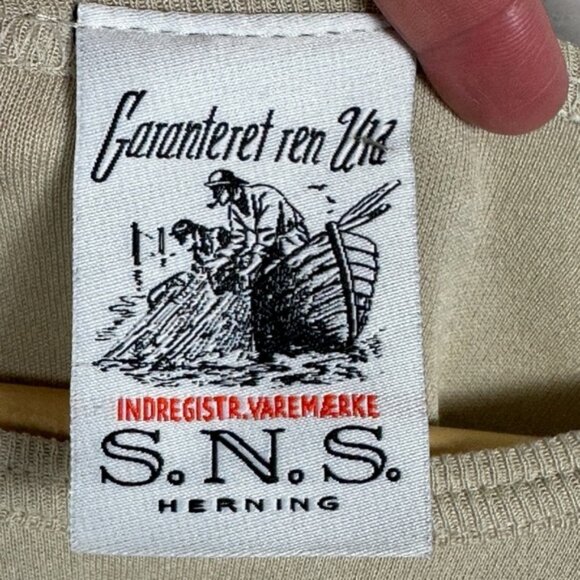 Garanteret ren Uld
INDREGISTR. VAREMÆRKE
S.N.S.
HERNING